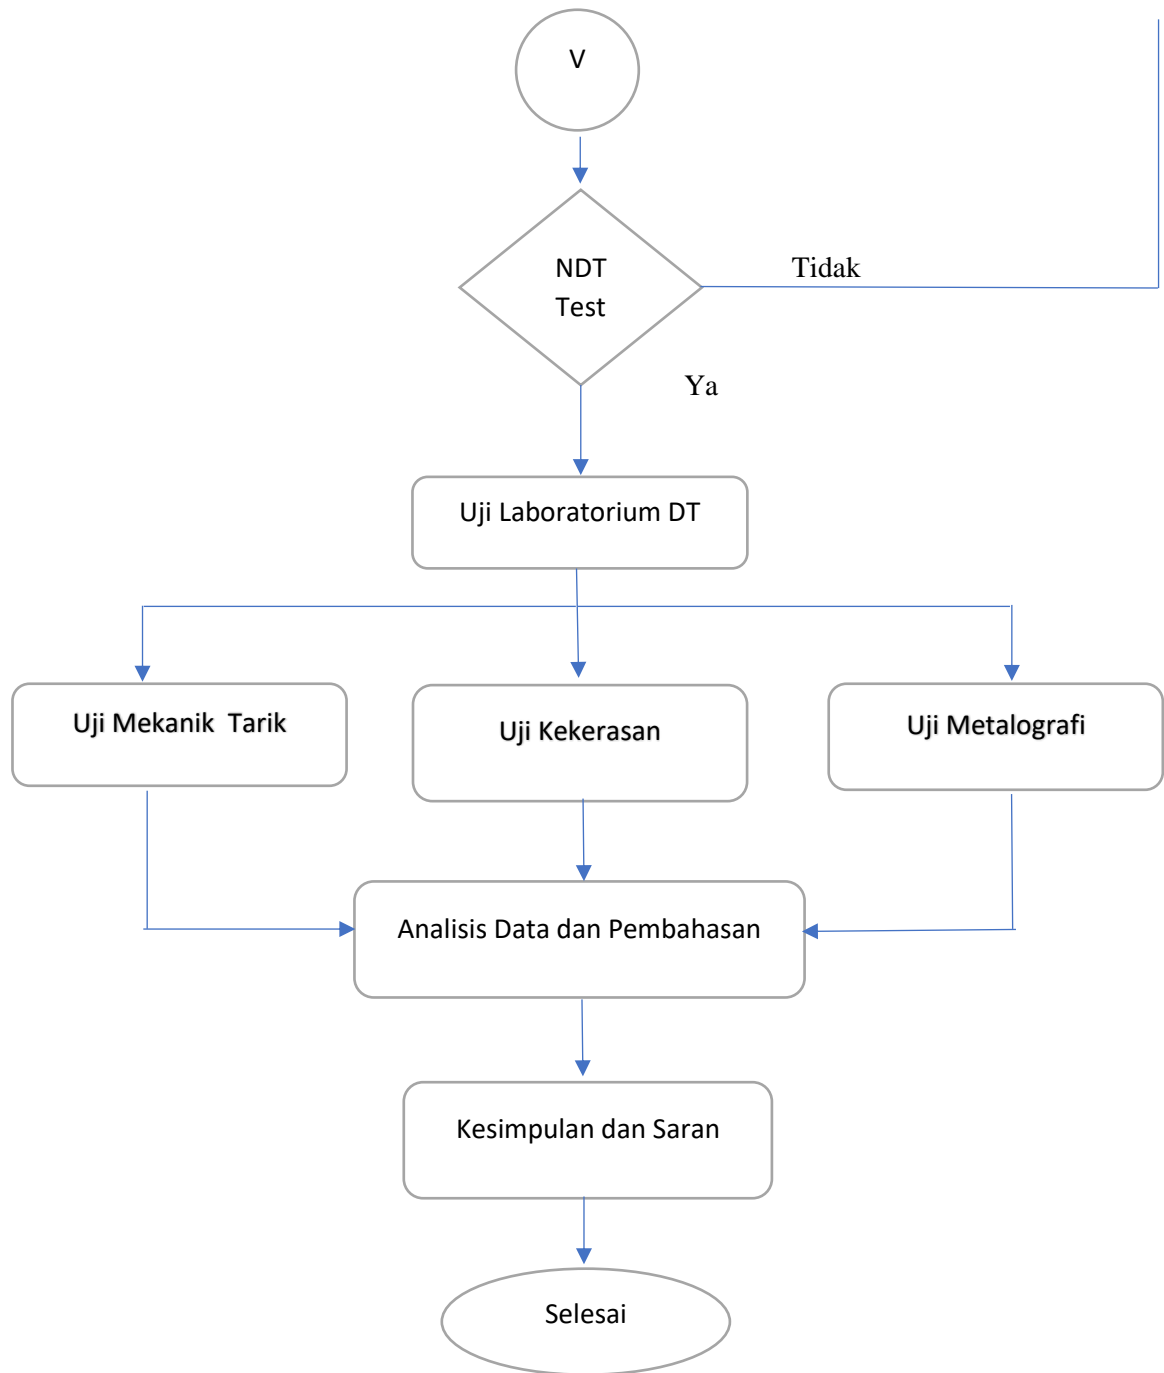 V
NDT
Test
Tidak
Ya
Uji Laboratorium DT
Uji Mekanik  Tarik
Uji Kekerasan
Uji Metalografi
Analisis Data dan Pembahasan
Kesimpulan dan Saran
Selesai